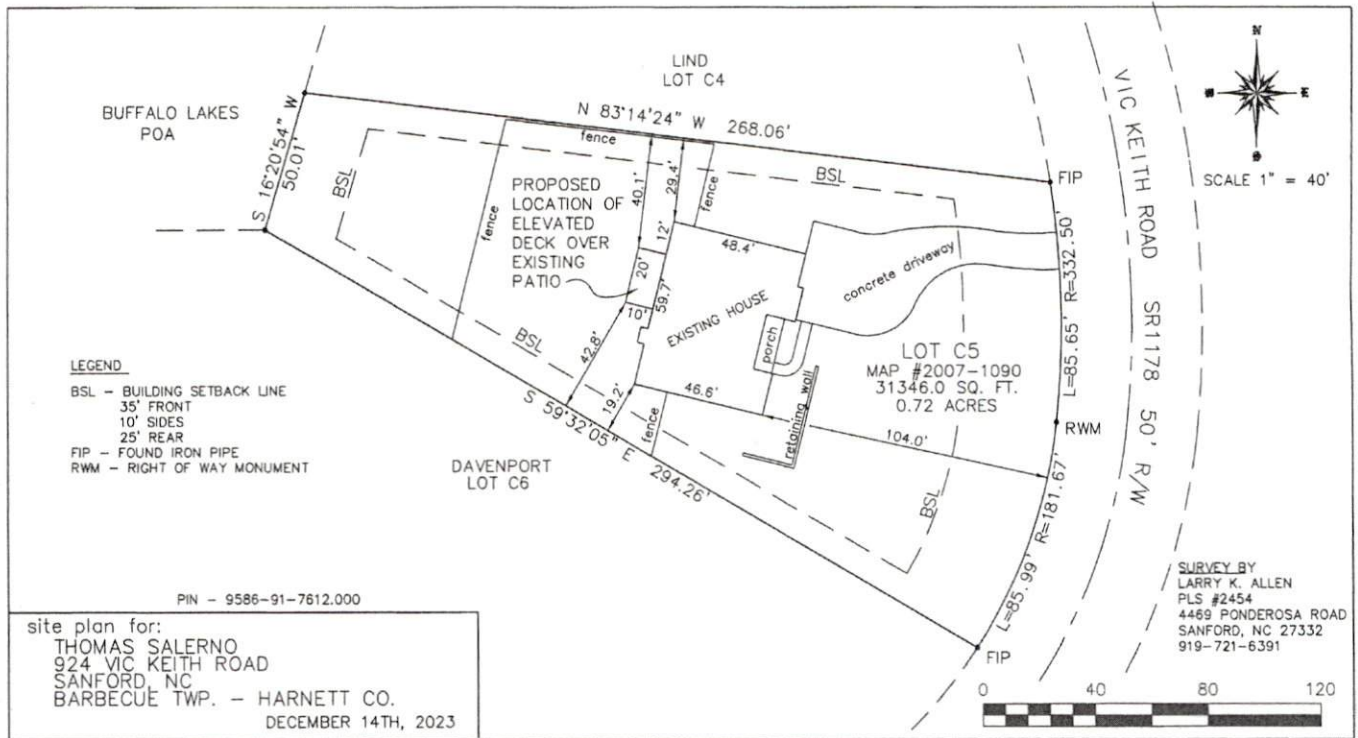 LIND
LOT C4
BUFFALO LAKES
POA
N 83°14'24" W 268.06'
S 16°20'54" W
50.01'
fence
BSL
FIP
VIC KEITH ROAD SR1178 50' R/W
N
SCALE 1" = 40'
BSL
fence
PROPOSED
LOCATION OF
ELEVATED
DECK OVER
EXISTING
PATIO
40.1'
29.4'
fence
12'
20'
10'
59.7'
48.4'
EXISTING HOUSE
concrete driveway
porch
L=85.65' R=332.50'
LOT C5
MAP #2007-1090
31346.0 SQ. FT.
0.72 ACRES
BSL
42.8'
19.2'
46.6'
fence
retaining wall
104.0'
RWM
S 59°32'05" E 294.26'
BSL
L=85.99' R=181.67'
FIP
DAVENPORT
LOT C6
LEGEND
BSL - BUILDING SETBACK LINE
35' FRONT
10' SIDES
25' REAR
FIP - FOUND IRON PIPE
RWM - RIGHT OF WAY MONUMENT
PIN - 9586-91-7612.000
site plan for:
THOMAS SALERNO
924 VIC KEITH ROAD
SANFORD, NC
BARBECUE TWP. - HARNETT CO.
DECEMBER 14TH, 2023
SURVEY BY
LARRY K. ALLEN
PLS #2454
4469 PONDEROSA ROAD
SANFORD, NC 27332
919-721-6391
0 40 80 120